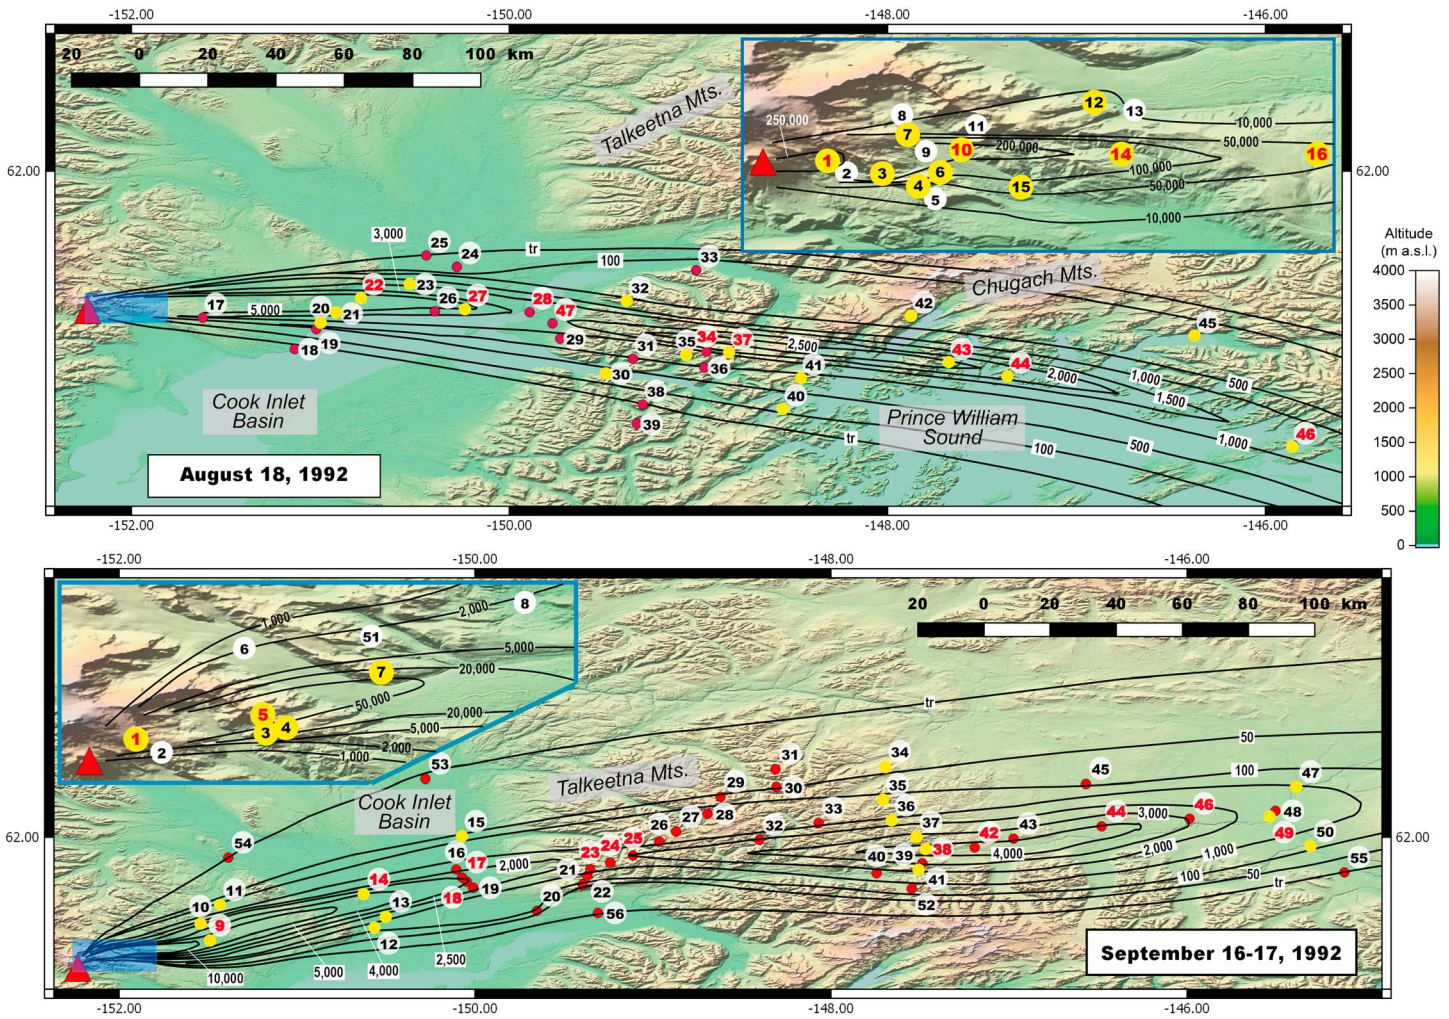 -152.00 -150.00 -148.00 -146.00
20 0 20 40 60 80 100 km
Talkeetna Mts.
250,000
8 12 13
7 11 10,000
50,000
1 9 10 200,000 14 16
2 3 6 100,000
4 15 50,000
5 10,000
62.00 62.00
3,000 25 24 tr 100 33
Chugach Mts.
22 23 26 27 28 47 32 42
17 5,000 20 21 45
18 19 29 31 35 34 37 2,500 43
30 36 41 44 2,000 1,000 500
38 40 1,500
39 tr 100 500 1,000 46
Cook Inlet
Basin
Prince William
Sound
August 18, 1992
-152.00 -150.00 -148.00 -146.00
Altitude
(m a.s.l.)
4000
3500
3000
2500
2000
1500
1000
500
0
-152.00 -150.00 -148.00 -146.00
20 0 20 40 60 80 100 km
1,000 2,000 8
6 51
5,000
7 20,000
50,000
5 20,000
1 3 4 5,000
2 2,000
1,000
tr
50
53 31 34 100
Talkeetna Mts.
Cook Inlet
Basin
29 30 35 45 47
15 28 33 36 44 3,000 46 48
54 26 27 32 37 42 43 49 50
62.00 62.00
16 17 2,000 23 24 25 40 39 38 4,000 2,000 1,000 55
14 21 41 100 50 tr
11 13 18 19 20 22 52
10 9 12 56
10,000 5,000 4,000 2,500
September 16-17, 1992
-152.00 -150.00 -148.00 -146.00